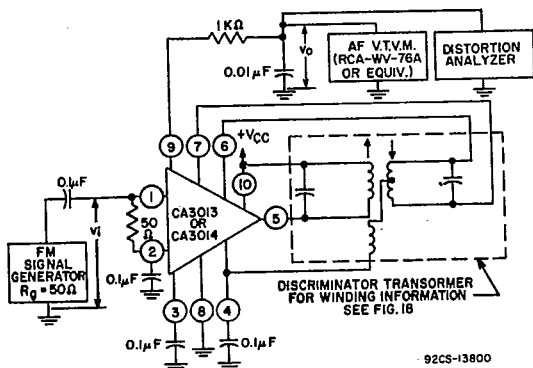 1KΩ
vo
0.01µF
AF V.T.V.M.
(RCA-WV-76A
OR EQUIV.)
DISTORTION
ANALYZER
+VCC
9
7
6
10
0.1µF
1
50
Ω
2
CA3013
OR
CA3014
5
vi
FM
SIGNAL
GENERATOR
Rg = 50Ω
0.1µF
3
8
4
0.1µF
0.1µF
DISCRIMINATOR TRANSORMER
FOR WINDING INFORMATION
SEE FIG. 18
92CS-13800